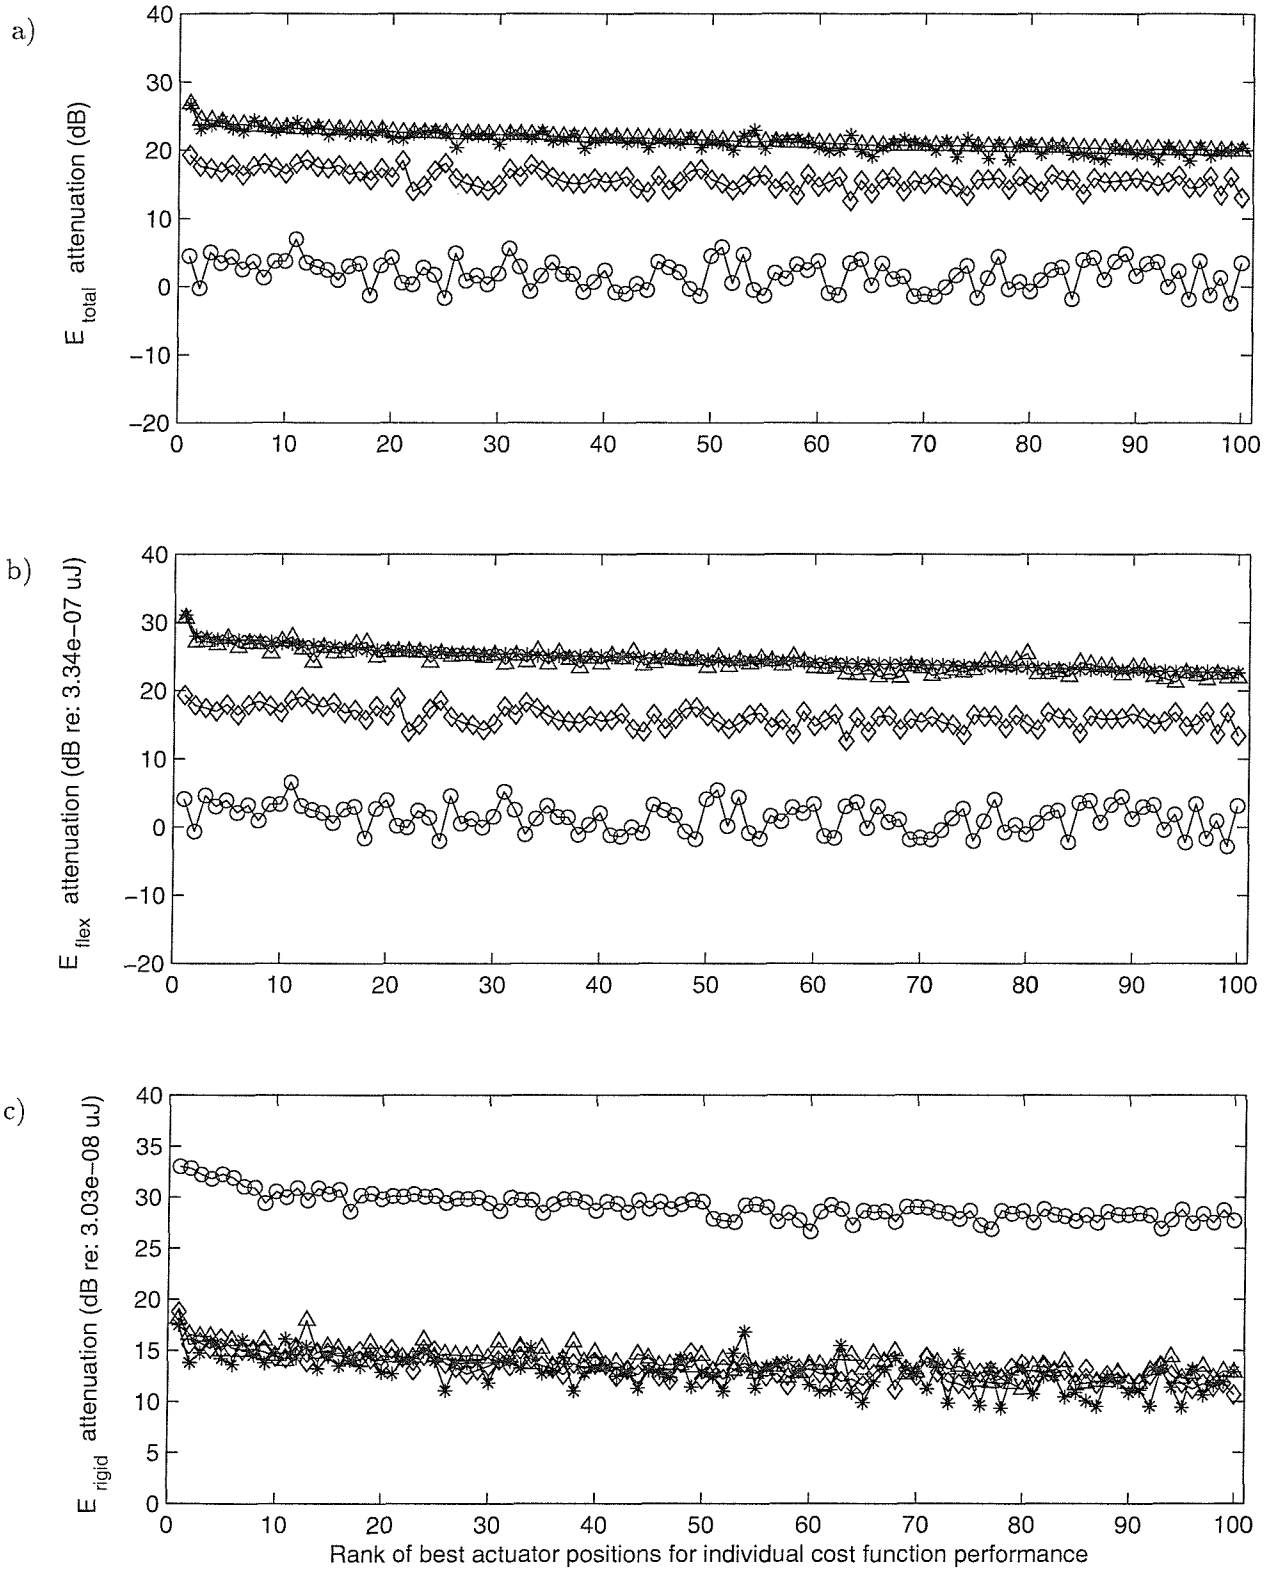 a)
40
30
20
10
0
−10
−20
E total attenuation (dB)
0 10 20 30 40 50 60 70 80 90 100
b)
40
30
20
10
0
−10
−20
E flex attenuation (dB re: 3.34e−07 uJ)
0 10 20 30 40 50 60 70 80 90 100
c)
40
35
30
25
20
15
10
5
0
E rigid attenuation (dB re: 3.03e−08 uJ)
0 10 20 30 40 50 60 70 80 90 100
Rank of best actuator positions for individual cost function performance